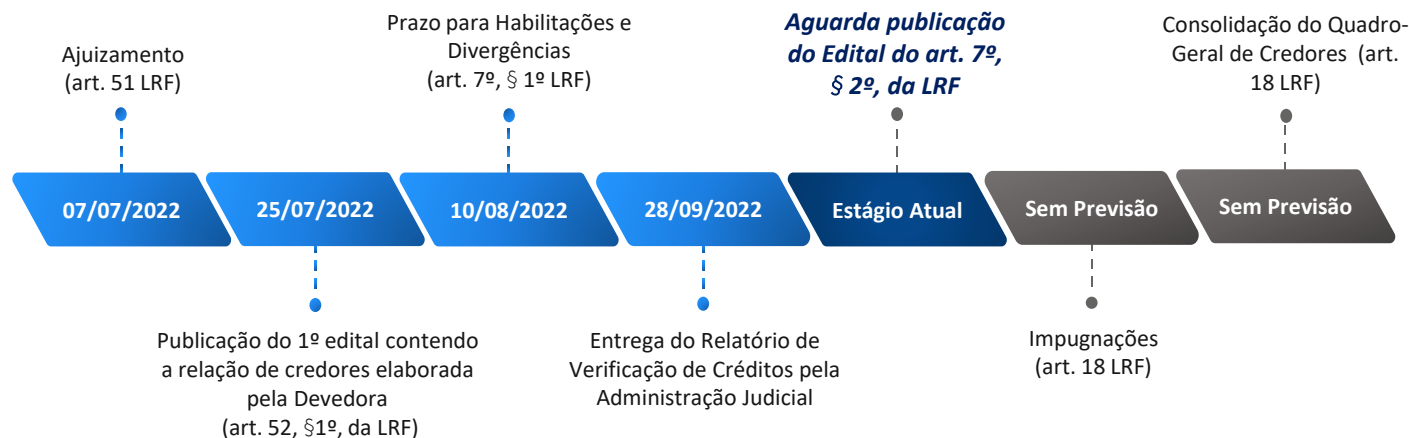 Ajuizamento
(art. 51 LRF)
Prazo para Habilitações e
Divergências
(art. 7º, § 1º LRF)
Aguarda publicação
do Edital do art. 7º,
§ 2º, da LRF
Consolidação do Quadro-
Geral de Credores (art.
18 LRF)
07/07/2022
25/07/2022
10/08/2022
28/09/2022
Estágio Atual
Sem Previsão
Sem Previsão
Publicação do 1º edital contendo
a relação de credores elaborada
pela Devedora
(art. 52, §1º, da LRF)
Entrega do Relatório de
Verificação de Créditos pela
Administração Judicial
Impugnações
(art. 18 LRF)